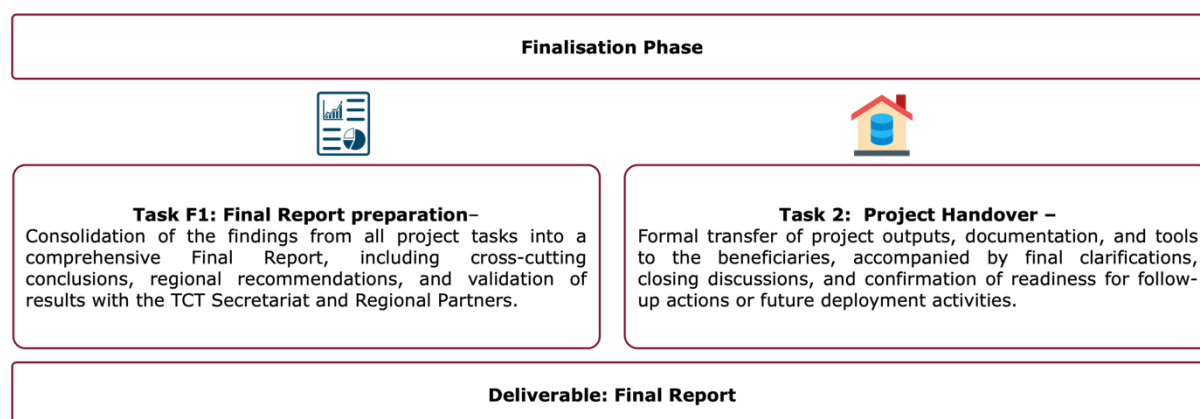 Finalisation Phase
Task F1: Final Report preparation–
Consolidation of the findings from all project tasks into a
comprehensive Final Report, including cross-cutting
conclusions, regional recommendations, and validation of
results with the TCT Secretariat and Regional Partners.
Task 2: Project Handover –
Formal transfer of project outputs, documentation, and tools
to the beneficiaries, accompanied by final clarifications,
closing discussions, and confirmation of readiness for follow-
up actions or future deployment activities.
Deliverable: Final Report